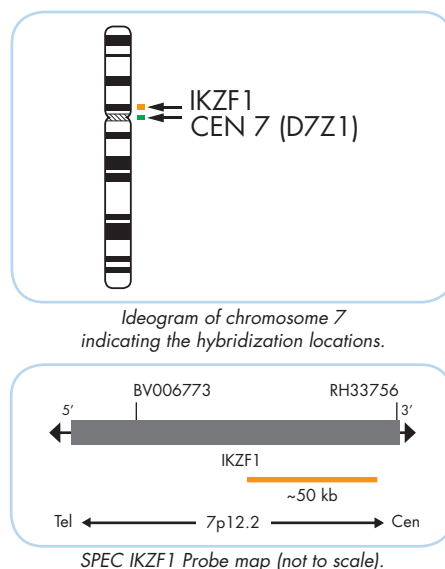 IKZF1
CEN 7 (D7Z1)
Ideogram of chromosome 7
indicating the hybridization locations.
BV006773 RH33756
5' 3'
IKZF1
~50 kb
Tel 7p12.2 Cen
SPEC IKZF1 Probe map (not to scale).